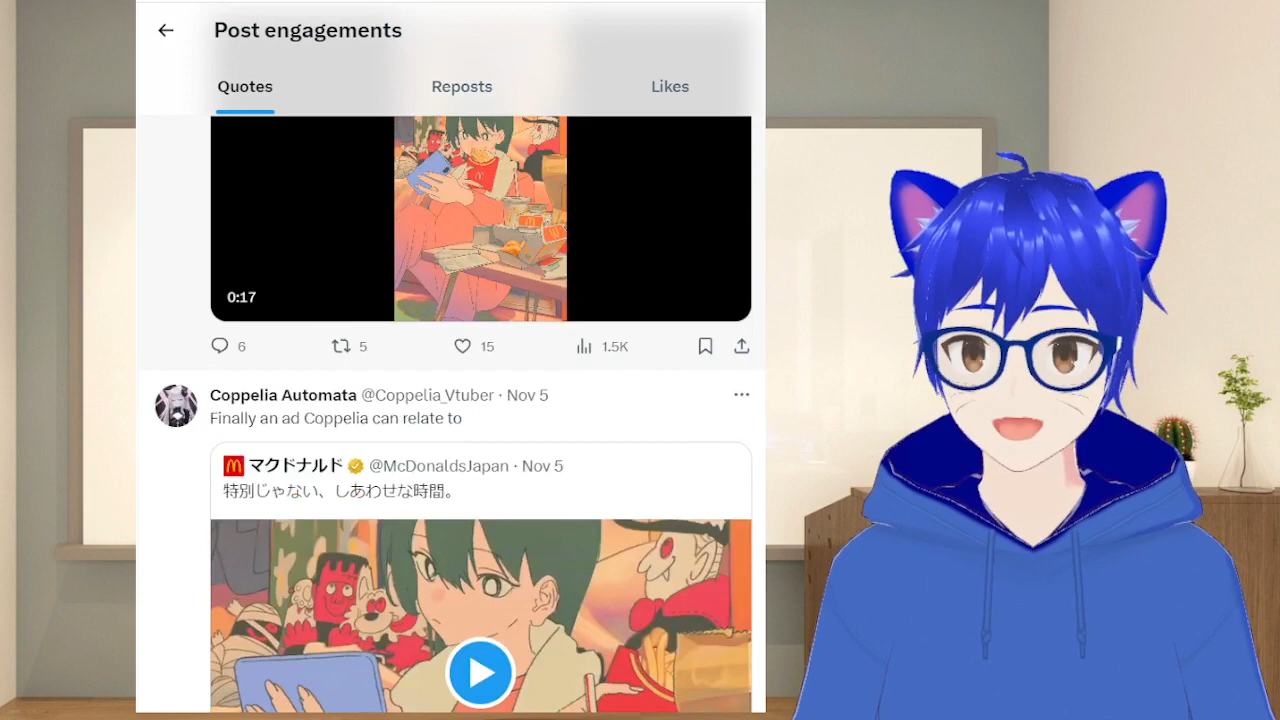 Post engagements
Quotes Reposts Likes
0:17
6 5 15 1.5K
Coppelia Automata @Coppelia_Vtuber · Nov 5
Finally an ad Coppelia can relate to
マクドナルド @McDonaldsJapan · Nov 5
特別じゃない、しあわせな時間。